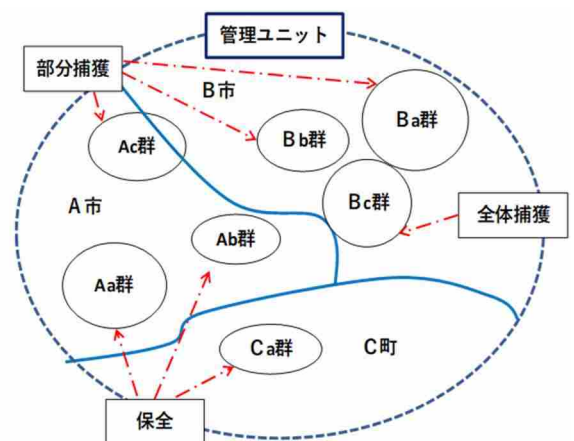 管理ユニット
部分捕獲
B市
Ba群
Bb群
Ac群
Bc群
A市
全体捕獲
Ab群
Aa群
Ca群
C町
保全